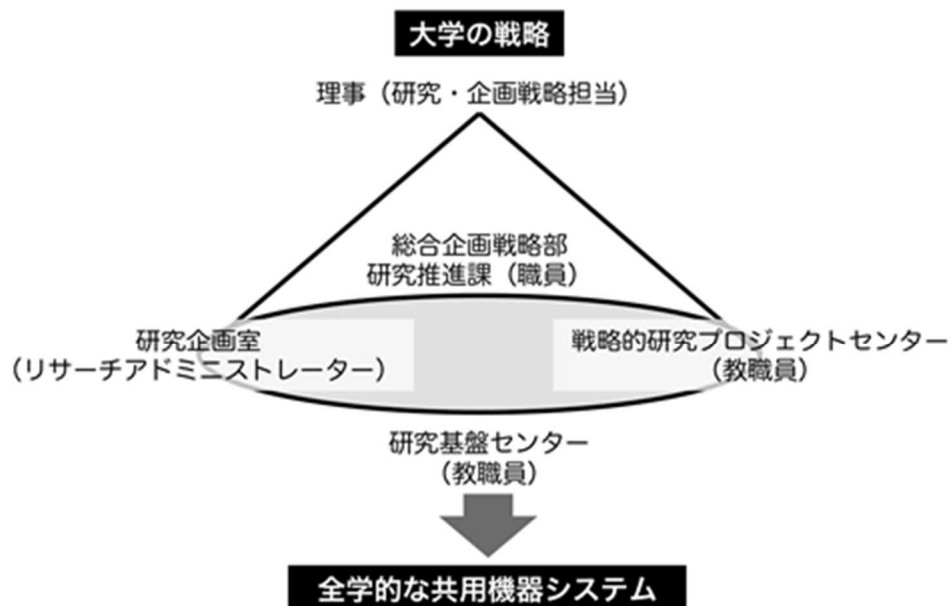 大学の戦略
理事（研究・企画戦略担当）
総合企画戦略部
研究推進課（職員）
研究企画室
（リサーチアドミニストレーター）
戦略的研究プロジェクトセンター
（教職員）
研究基盤センター
（教職員）
全学的な共用機器システム